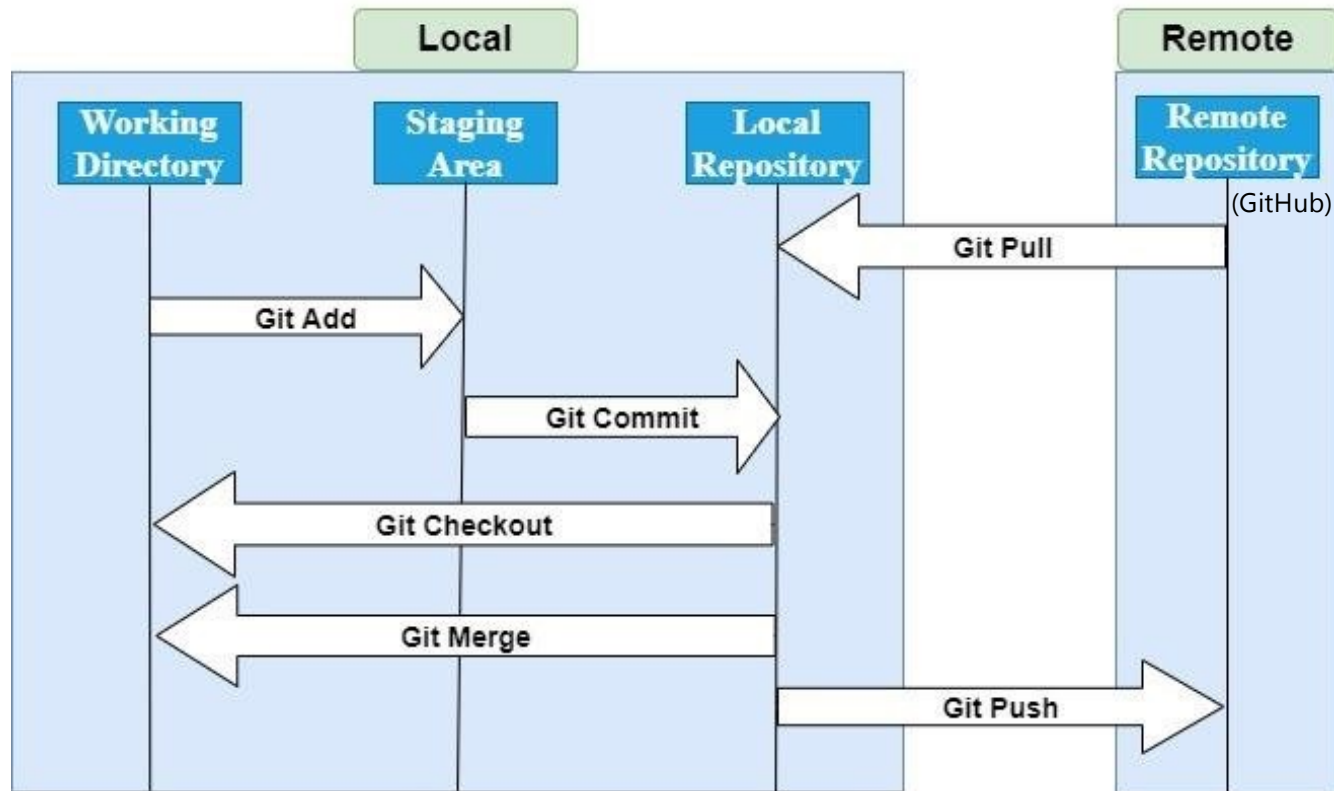 Local
Remote
Working
Directory
Staging
Area
Local
Repository
Remote
Repository
(GitHub)
Git Pull
Git Add
Git Commit
Git Checkout
Git Merge
Git Push